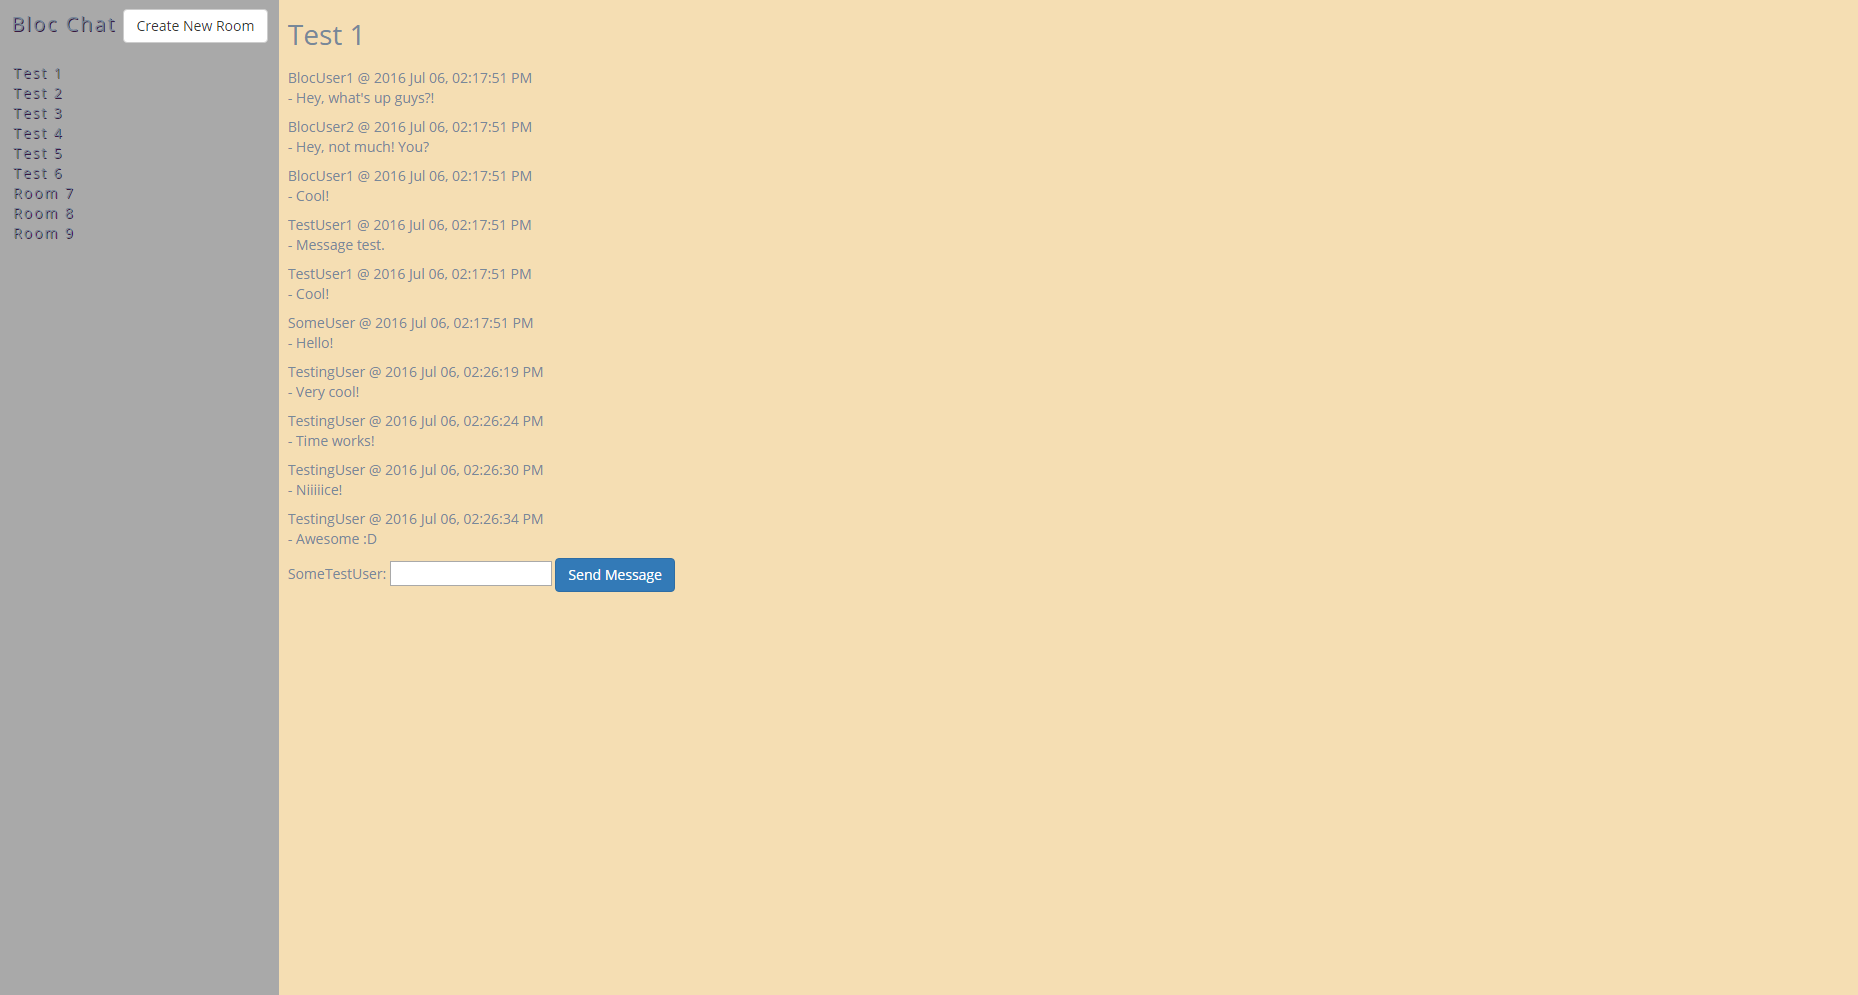 Bloc Chat
Create New Room
Test 1
Test 2
Test 3
Test 4
Test 5
Test 6
Room 7
Room 8
Room 9
Test 1
BlocUser1 @ 2016 Jul 06, 02:17:51 PM
- Hey, what's up guys?!
BlocUser2 @ 2016 Jul 06, 02:17:51 PM
- Hey, not much! You?
BlocUser1 @ 2016 Jul 06, 02:17:51 PM
- Cool!
TestUser1 @ 2016 Jul 06, 02:17:51 PM
- Message test.
TestUser1 @ 2016 Jul 06, 02:17:51 PM
- Cool!
SomeUser @ 2016 Jul 06, 02:17:51 PM
- Hello!
TestingUser @ 2016 Jul 06, 02:26:19 PM
- Very cool!
TestingUser @ 2016 Jul 06, 02:26:24 PM
- Time works!
TestingUser @ 2016 Jul 06, 02:26:30 PM
- Niiiiice!
TestingUser @ 2016 Jul 06, 02:26:34 PM
- Awesome :D
SomeTestUser:
Send Message